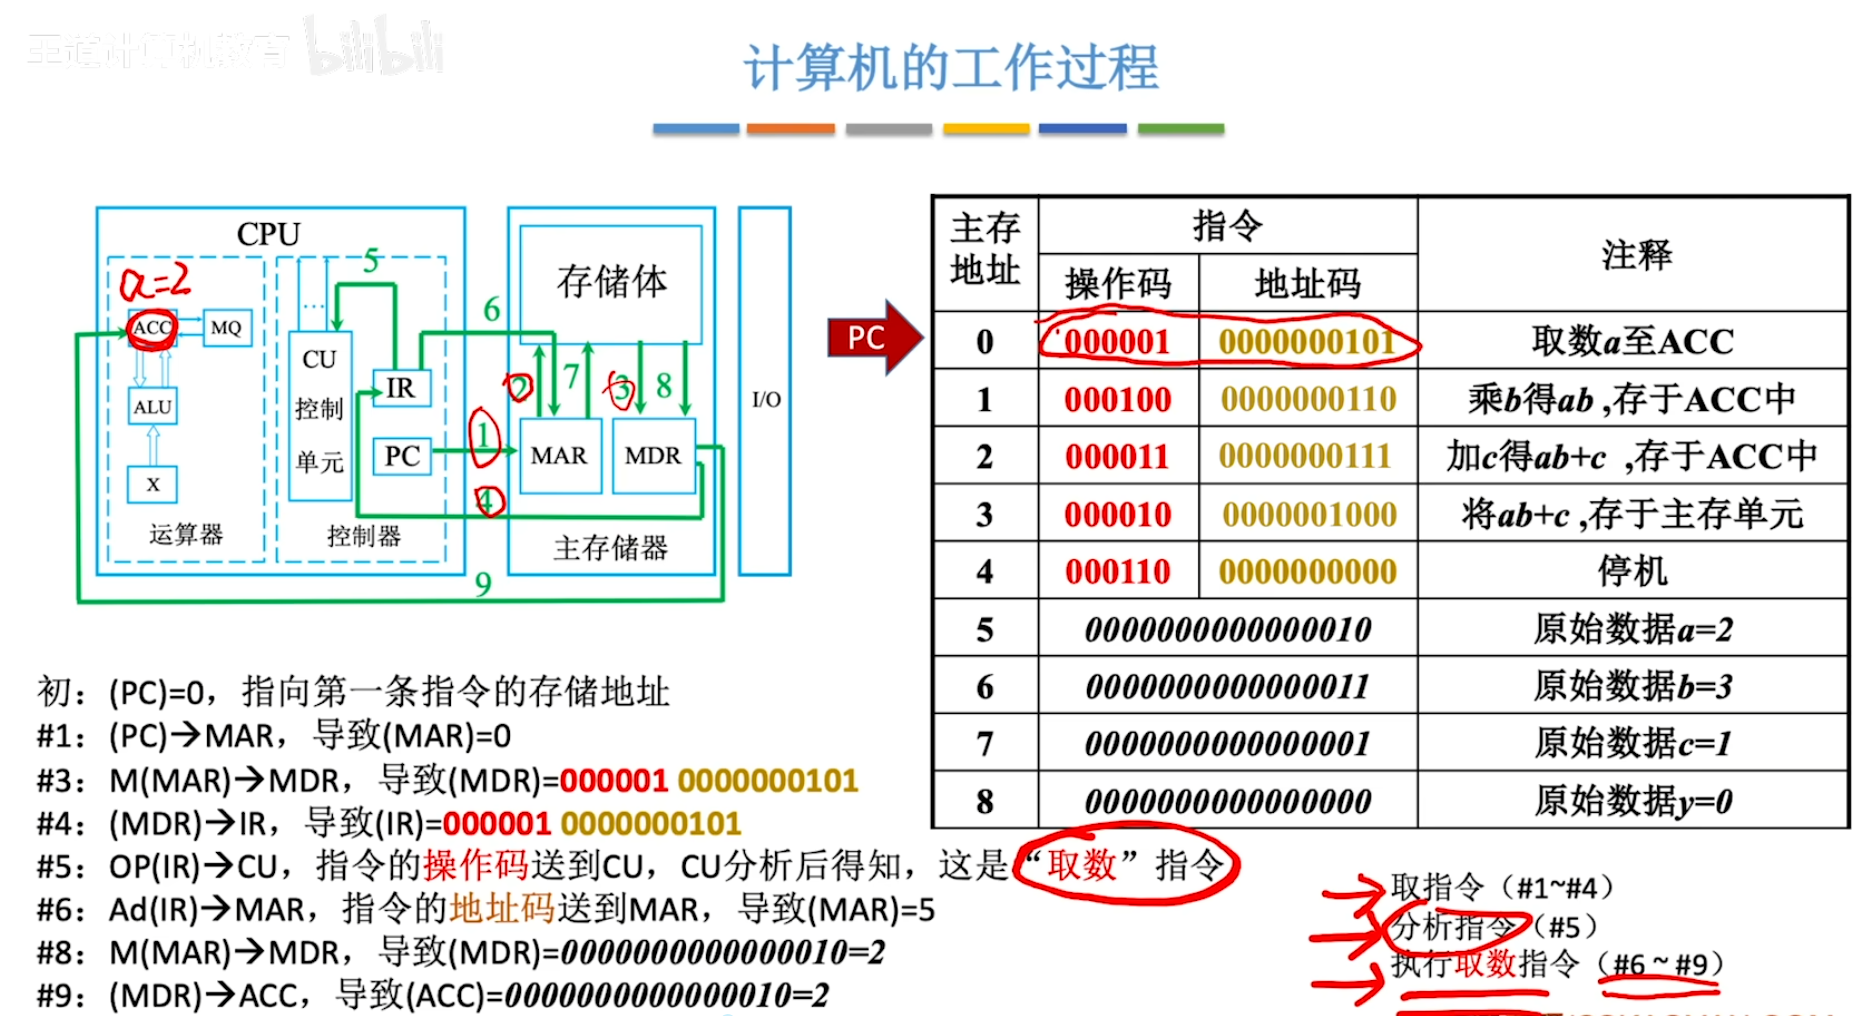 王道计算机教育 bilibili
计算机的工作过程
CPU
a=2
ACC
MQ
ALU
X
运算器
5
...
CU
控制
单元
IR
PC
控制器
6
1
4
9
存储体
2
7
3
8
MAR
MDR
主存储器
I/O
PC
主存地址 指令 注释
操作码 地址码
0 000001 0000000101 取数a至ACC
1 000100 0000000110 乘b得ab ,存于ACC中
2 000011 0000000111 加c得ab+c ,存于ACC中
3 000010 0000001000 将ab+c ,存于主存单元
4 000110 0000000000 停机
5 0000000000000010 原始数据a=2
6 0000000000000011 原始数据b=3
7 0000000000000001 原始数据c=1
8 0000000000000000 原始数据y=0
初：(PC)=0，指向第一条指令的存储地址
#1：(PC)→MAR，导致(MAR)=0
#3：M(MAR)→MDR，导致(MDR)=000001 0000000101
#4：(MDR)→IR，导致(IR)=000001 0000000101
#5：OP(IR)→CU，指令的操作码送到CU，CU分析后得知，这是“取数”指令
#6：Ad(IR)→MAR，指令的地址码送到MAR，导致(MAR)=5
#8：M(MAR)→MDR，导致(MDR)=0000000000000010=2
#9：(MDR)→ACC，导致(ACC)=0000000000000010=2
取指令（#1~#4）
分析指令（#5）
执行取数指令（#6 ~ #9）